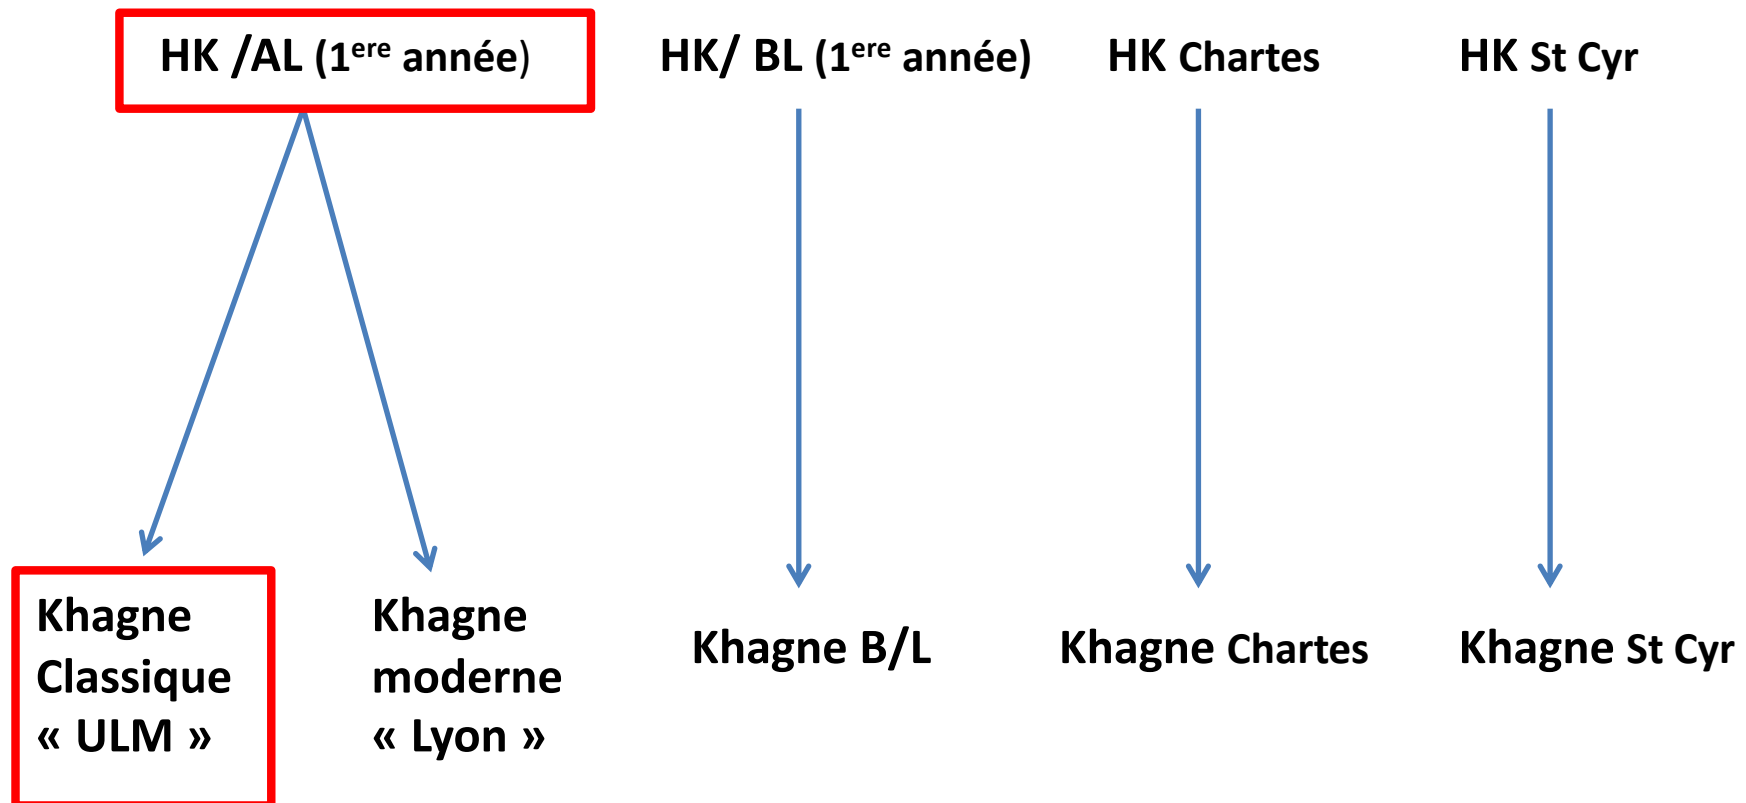 HK /AL (1ere année)
HK/ BL (1ere année)
HK Chartes
HK St Cyr
Khagne
Classique
« ULM »
Khagne
moderne
« Lyon »
Khagne B/L
Khagne Chartes
Khagne St Cyr